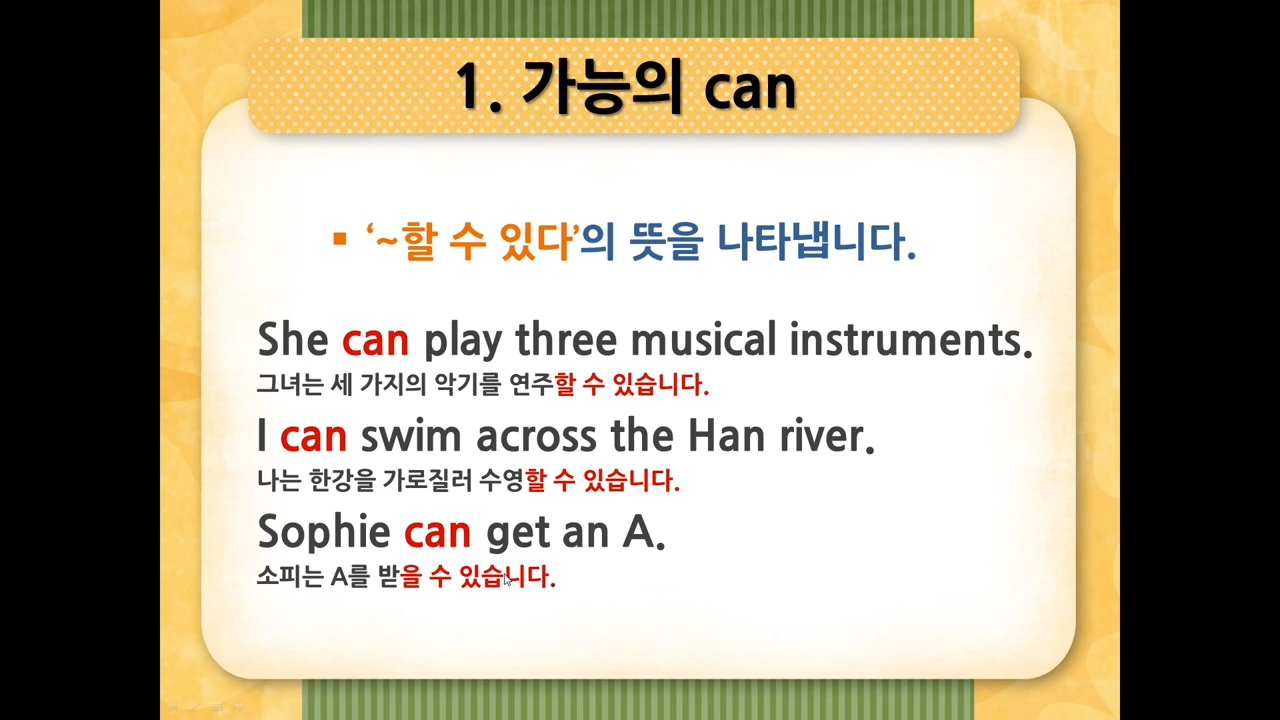 1. 가능의 can
▪ ‘~할 수 있다’의 뜻을 나타냅니다.
She can play three musical instruments.
그녀는 세 가지의 악기를 연주할 수 있습니다.
I can swim across the Han river.
나는 한강을 가로질러 수영할 수 있습니다.
Sophie can get an A.
소피는 A를 받을 수 있습니다.